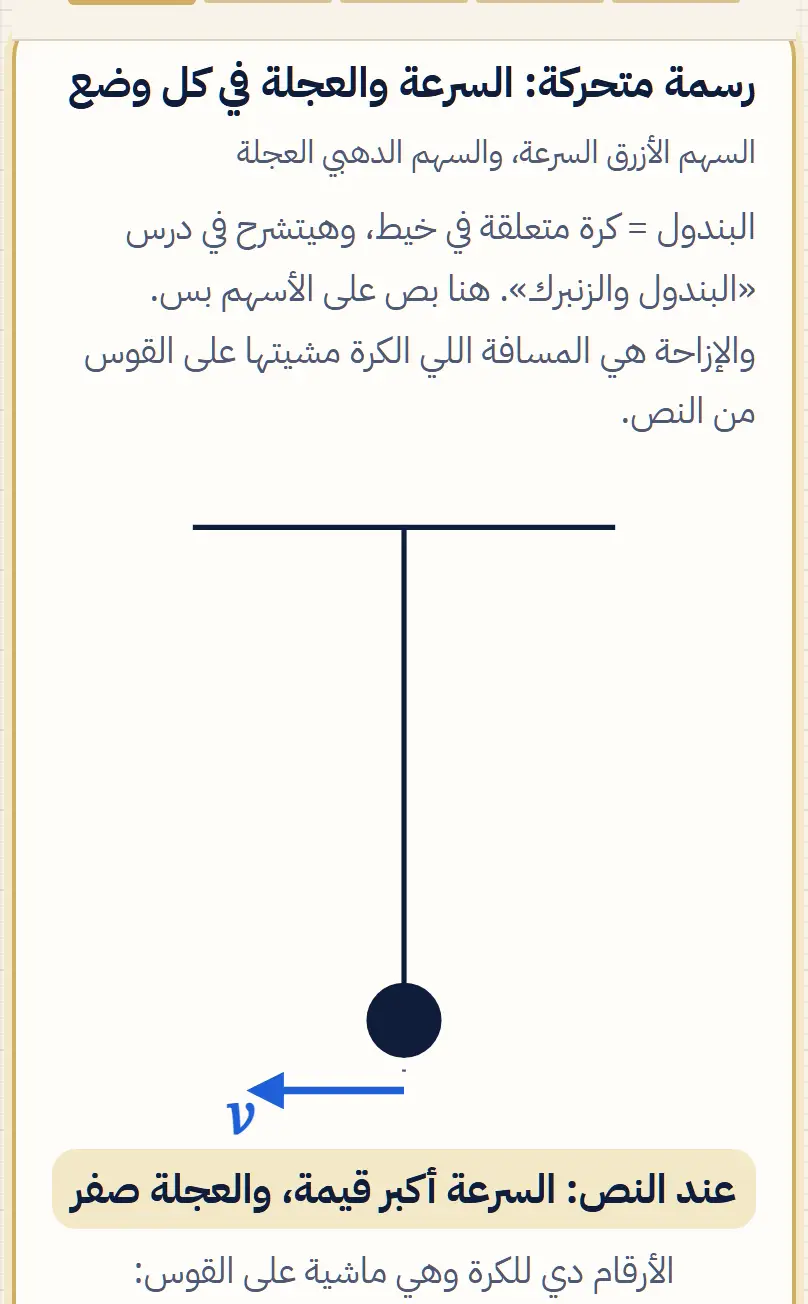 رسمة متحركة: السرعة والعجلة في كل وضع
السهم الأزرق السرعة، والسهم الدهبي العجلة
البندول = كرة متعلقة في خيط، وهيتشرح في درس
«البندول والزنبرك». هنا بص على الأسهم بس.
والإزاحة هي المسافة اللي الكرة مشيتها على القوس
من النص.
v
عند النص: السرعة أكبر قيمة، والعجلة صفر
الأرقام دي للكرة وهي ماشية على القوس: